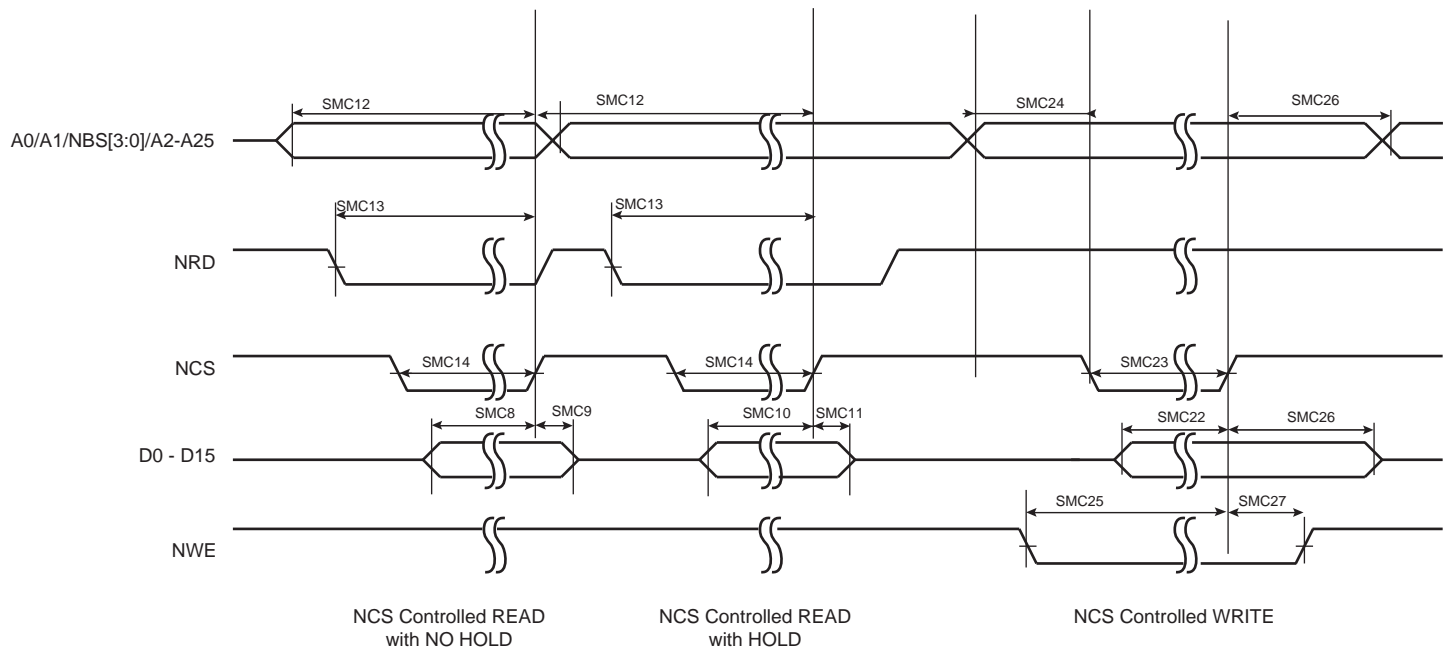 SMC12
SMC12
SMC24
SMC26
A0/A1/NBS[3:0]/A2-A25
SMC13
SMC13
NRD
NCS
SMC14
SMC14
SMC23
SMC8
SMC9
SMC10
SMC11
SMC22
SMC26
D0 - D15
SMC25
SMC27
NWE
NCS Controlled READ
with NO HOLD
NCS Controlled READ
with HOLD
NCS Controlled WRITE